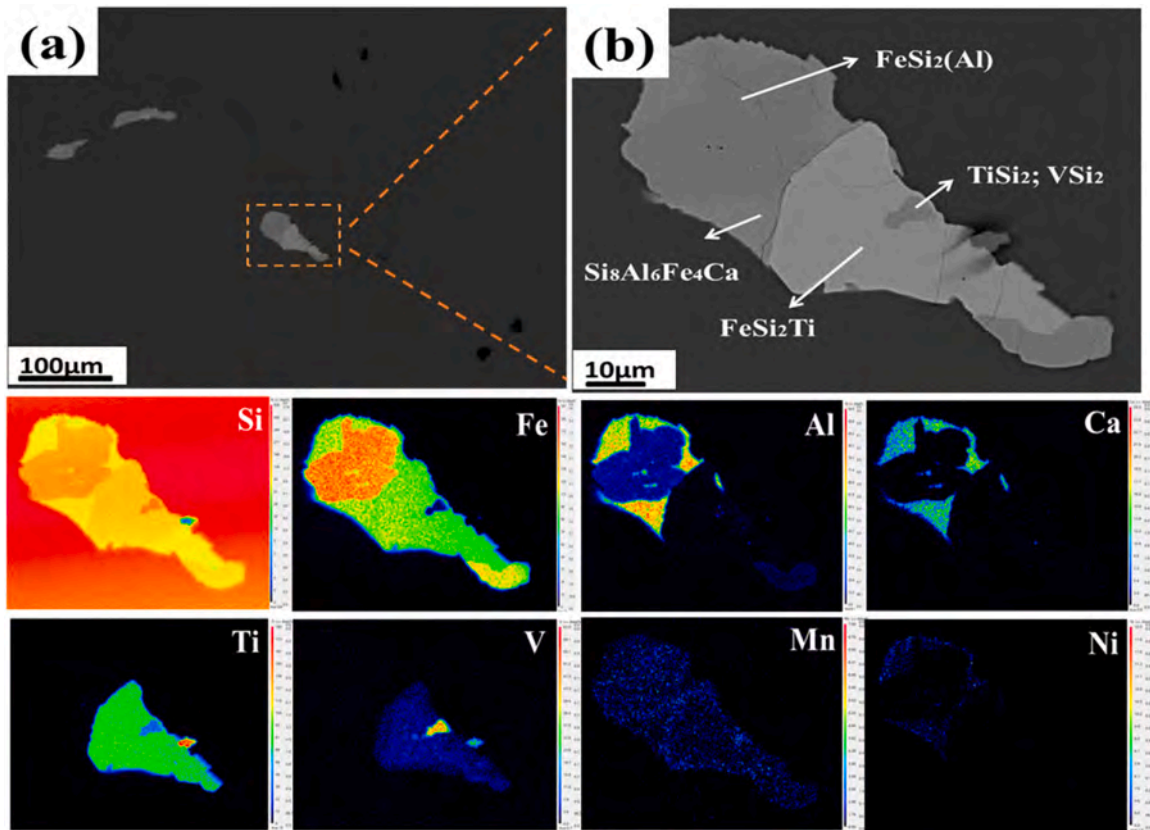 (a)
100μm
(b)
FeSi₂(Al)
TiSi₂; VSi₂
Si₈Al₆Fe₄Ca
FeSi₂Ti
10μm
Si
Fe
Al
Ca
Ti
V
Mn
Ni